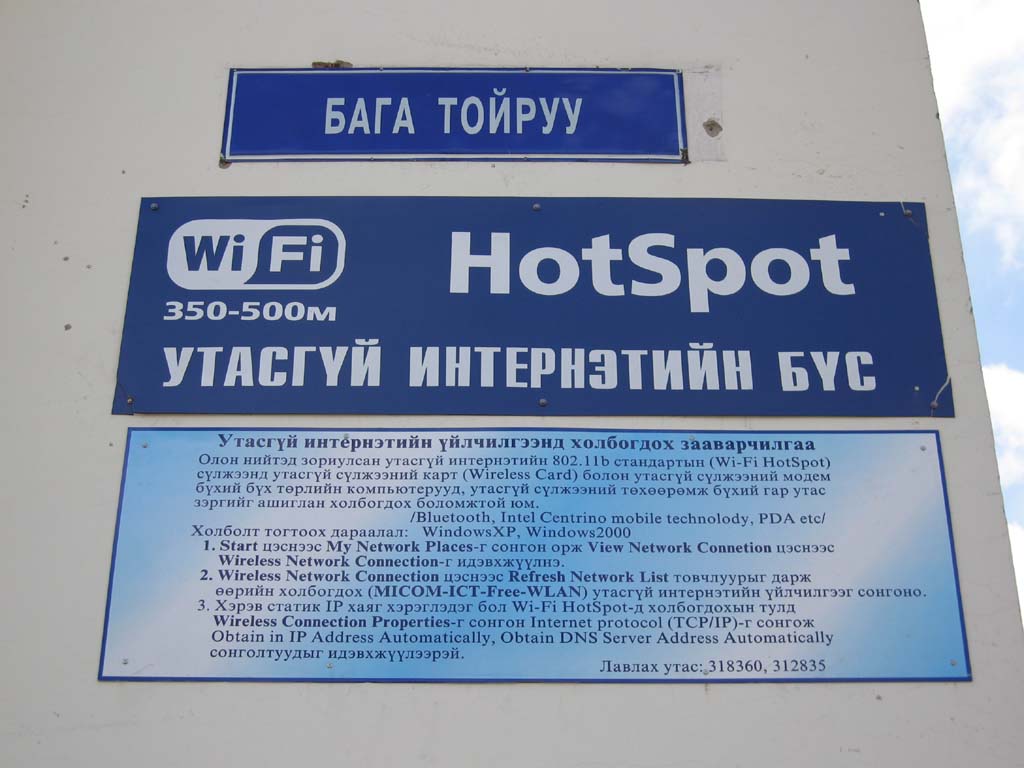 БАГА ТОЙРУУ
WiFi HotSpot
350-500м
УТАСГҮЙ ИНТЕРНЭТИЙН БҮС
Утасгүй интернэтийн үйлчилгээнд холбогдох зааварчилгаа
Олон нийтэд зориулсан утасгүй интернэтийн 802.11b стандартын (Wi-Fi HotSpot)
сүлжээнд утасгүй сүлжээний карт (Wireless Card) болон утасгүй сүлжээний модем
бүхий бүх төрлийн компьютерууд, утасгүй сүлжээний төхөөрөмж бүхий гар утас
зэргийг ашиглан холбогдох боломжтой юм.
/Bluetooth, Intel Centrino mobile technolody, PDA etc/
Холболт тогтоох дараалал: WindowsXP, Windows2000
1. Start цэснээс My Network Places-г сонгон орж View Network Connetion цэснээс
Wireless Network Connection-г идэвхжүүлнэ.
2. Wireless Network Connection цэснээс Refresh Network List товчлуурыг дарж
өөрийн холбогдох (MICOM-ICT-Free-WLAN) утасгүй интернэтийн үйлчилгээг сонгоно.
3. Хэрэв статик IP хаяг хэрэглэдэг бол Wi-Fi HotSpot-д холбогдохын тулд
Wireless Connection Properties-г сонгон Internet protocol (TCP/IP)-г сонгож
Obtain in IP Address Automatically, Obtain DNS Server Address Automatically
сонголтуудыг идэвхжүүлээрэй.
Лавлах утас: 318360, 312835